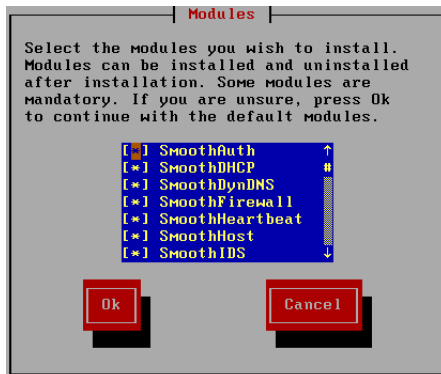 Modules
Select the modules you wish to install.
Modules can be installed and uninstalled
after installation. Some modules are
mandatory. If you are unsure, press Ok
to continue with the default modules.
[*] SmoothAuth ↑
[*] SmoothDHCP #
[*] SmoothDynDNS
[*] SmoothFirewall
[*] SmoothHeartbeat
[*] SmoothHost
[*] SmoothIDS ↓
Ok Cancel